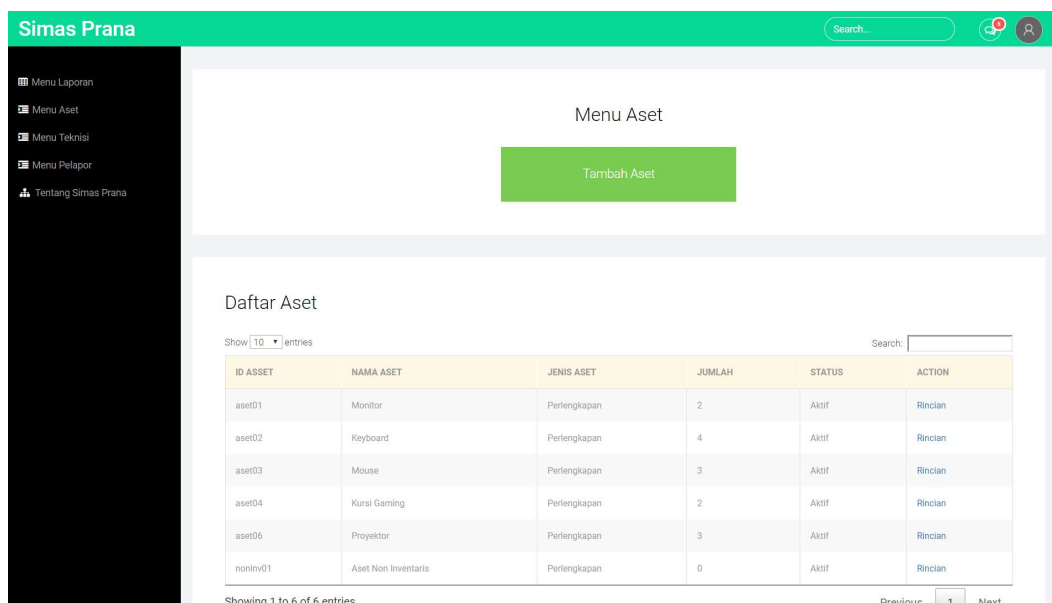 Simas Prana
Search...
Menu Laporan
Menu Aset
Menu Teknisi
Menu Pelapor
Tentang Simas Prana
Menu Aset
Tambah Aset
Daftar Aset
Show 10 entries
Search:
ID ASSET NAMA ASET JENIS ASET JUMLAH STATUS ACTION
aset01 Monitor Perlengkapan 2 Aktif Rincian
aset02 Keyboard Perlengkapan 4 Aktif Rincian
aset03 Mouse Perlengkapan 3 Aktif Rincian
aset04 Kursi Gaming Perlengkapan 2 Aktif Rincian
aset06 Proyektor Perlengkapan 3 Aktif Rincian
noninv01 Aset Non Inventaris Perlengkapan 0 Aktif Rincian
Showing 1 to 6 of 6 entries Previous 1 Next